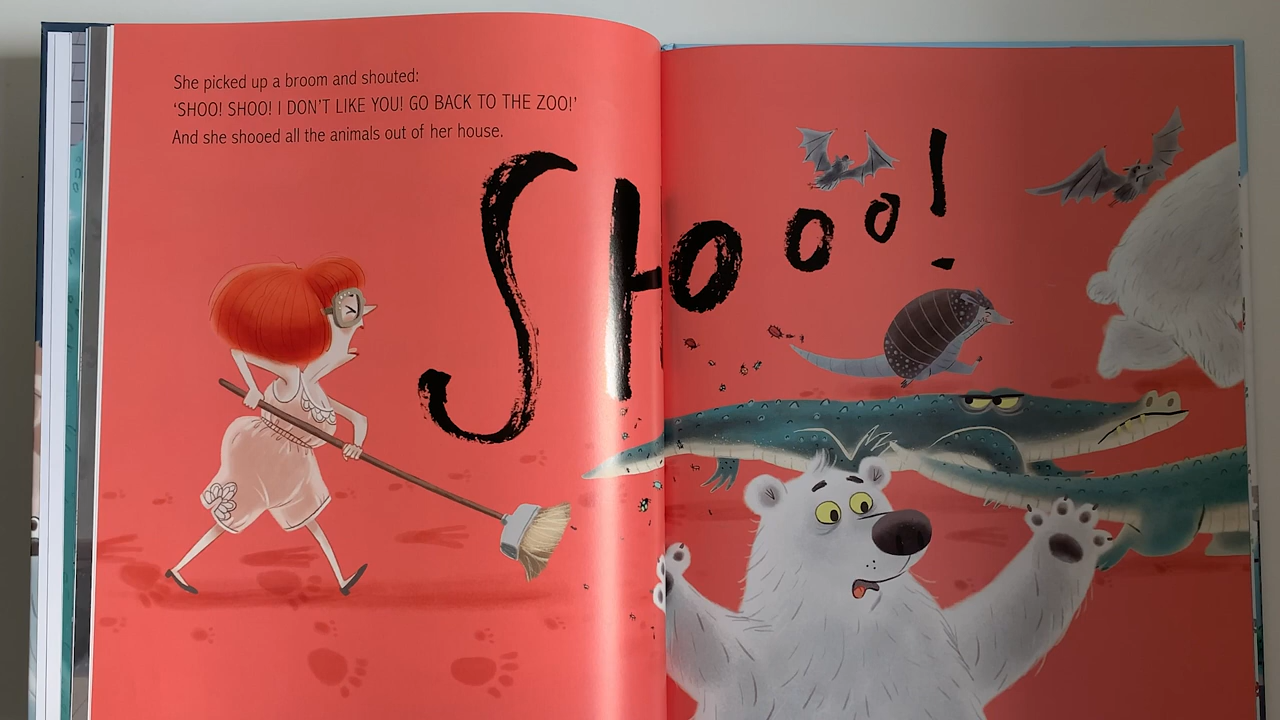 She picked up a broom and shouted:
‘SHOO! SHOO! I DON’T LIKE YOU! GO BACK TO THE ZOO!’
And she shooed all the animals out of her house.
SHooo!